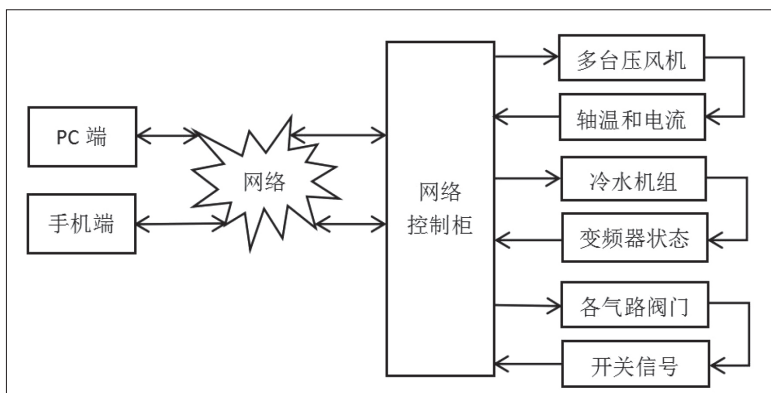 PC 端
手机端
网络
网络
控制柜
多台压风机
轴温和电流
冷水机组
变频器状态
各气路阀门
开关信号